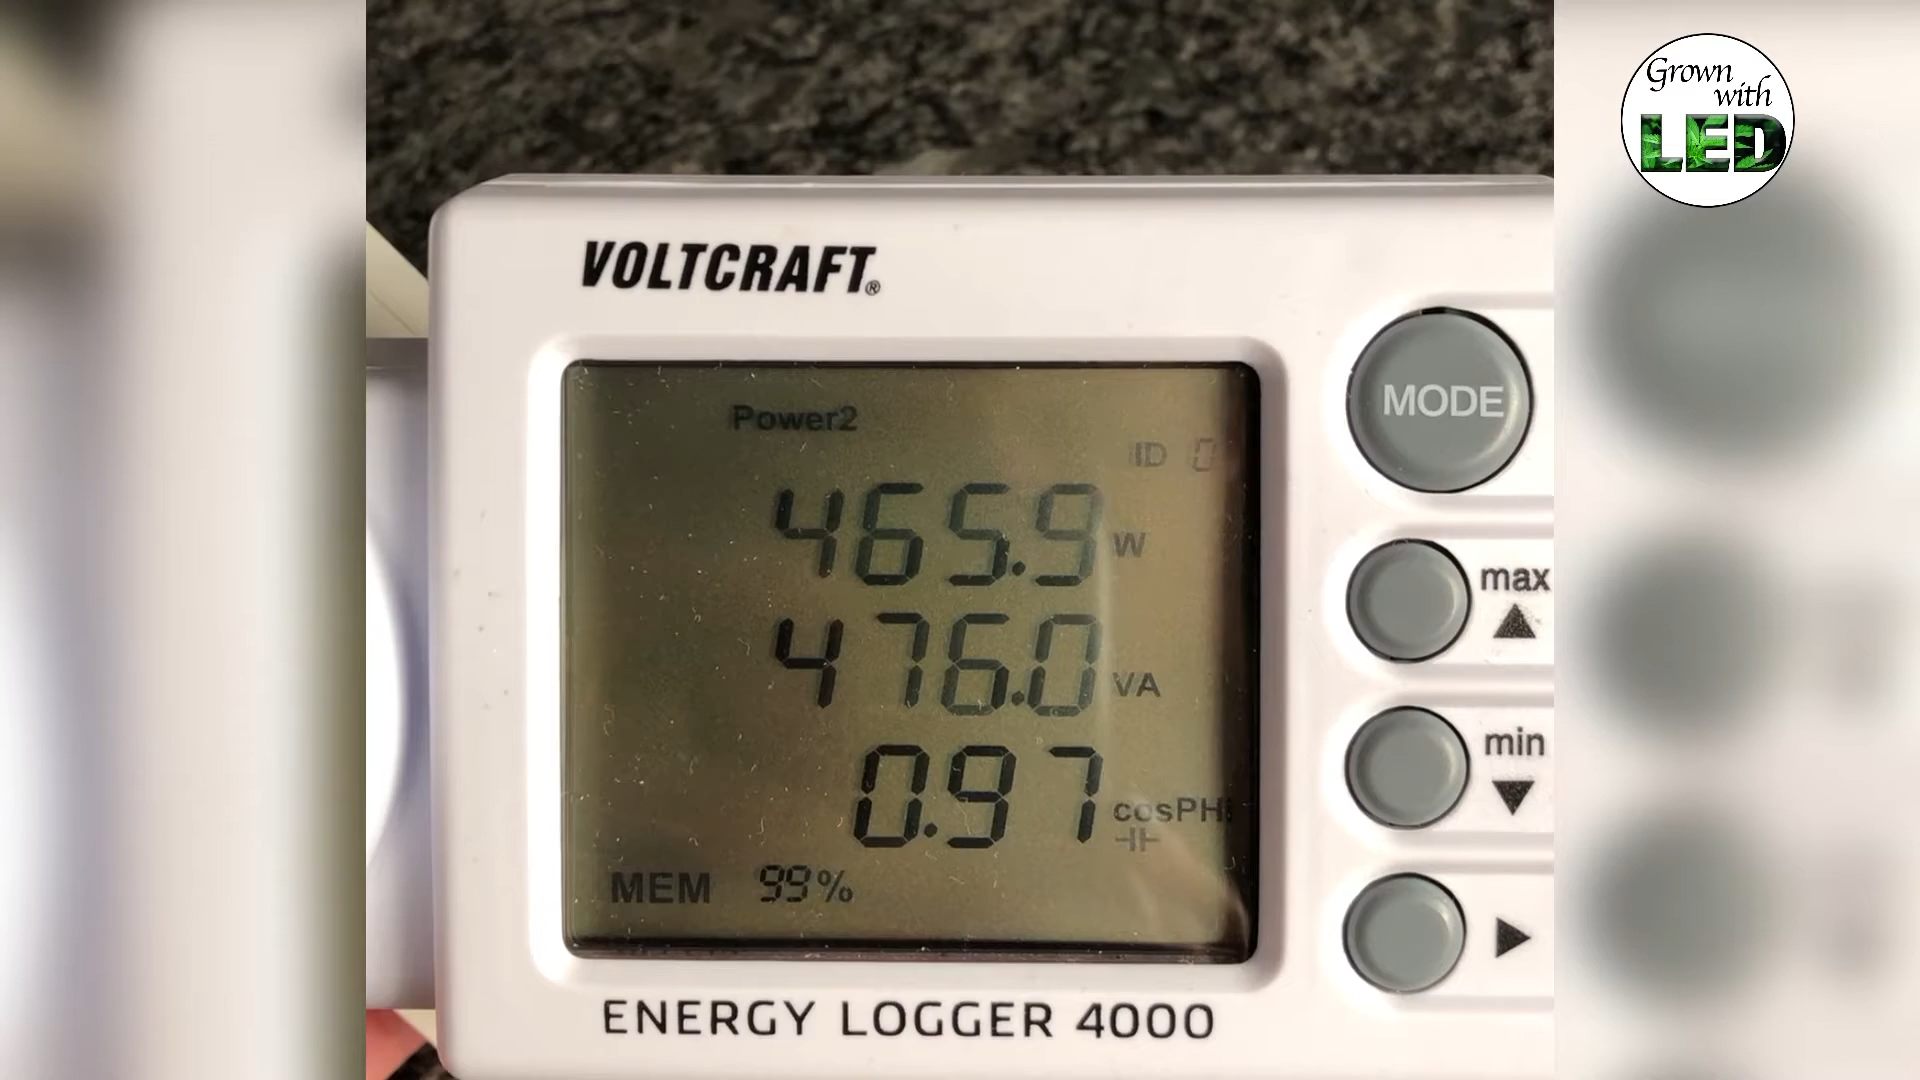 Grown
with
LED
VOLTCRAFT®
MODE
Power2
ID 0
465.9 W
max
476.0 VA
min
0.97 cosPHi
MEM 99%
ENERGY LOGGER 4000